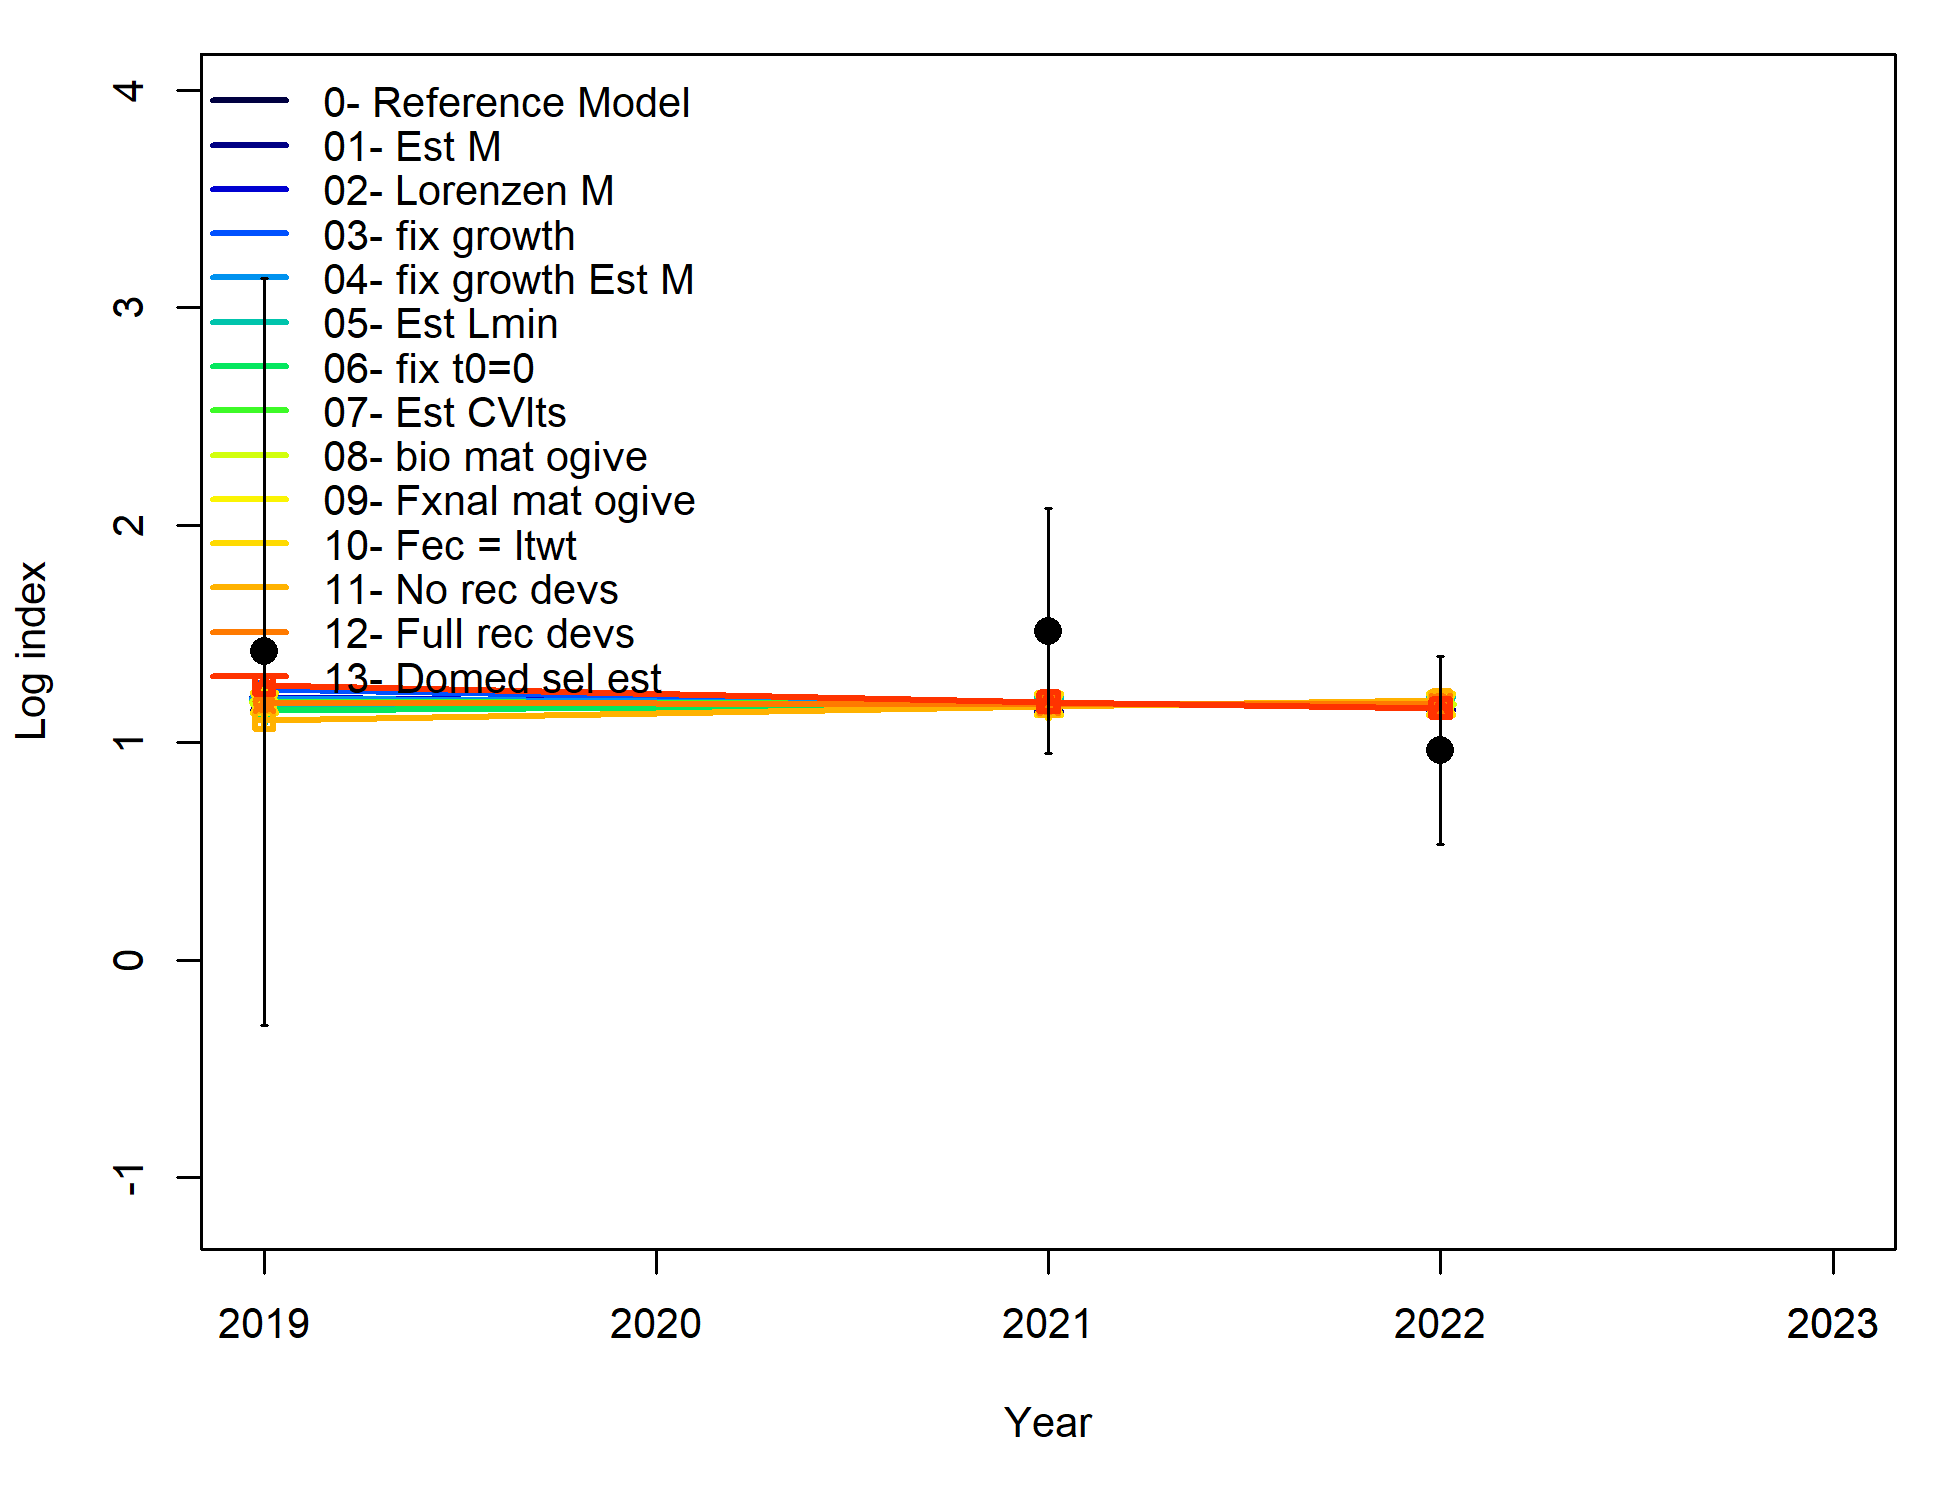 4
3
2
1
0
-1
Log index
0- Reference Model
01- Est M
02- Lorenzen M
03- fix growth
04- fix growth Est M
05- Est Lmin
06- fix t0=0
07- Est CVlts
08- bio mat ogive
09- Fxnal mat ogive
10- Fec = ltwt
11- No rec devs
12- Full rec devs
13- Domed sel est
2019 2020 2021 2022 2023
Year